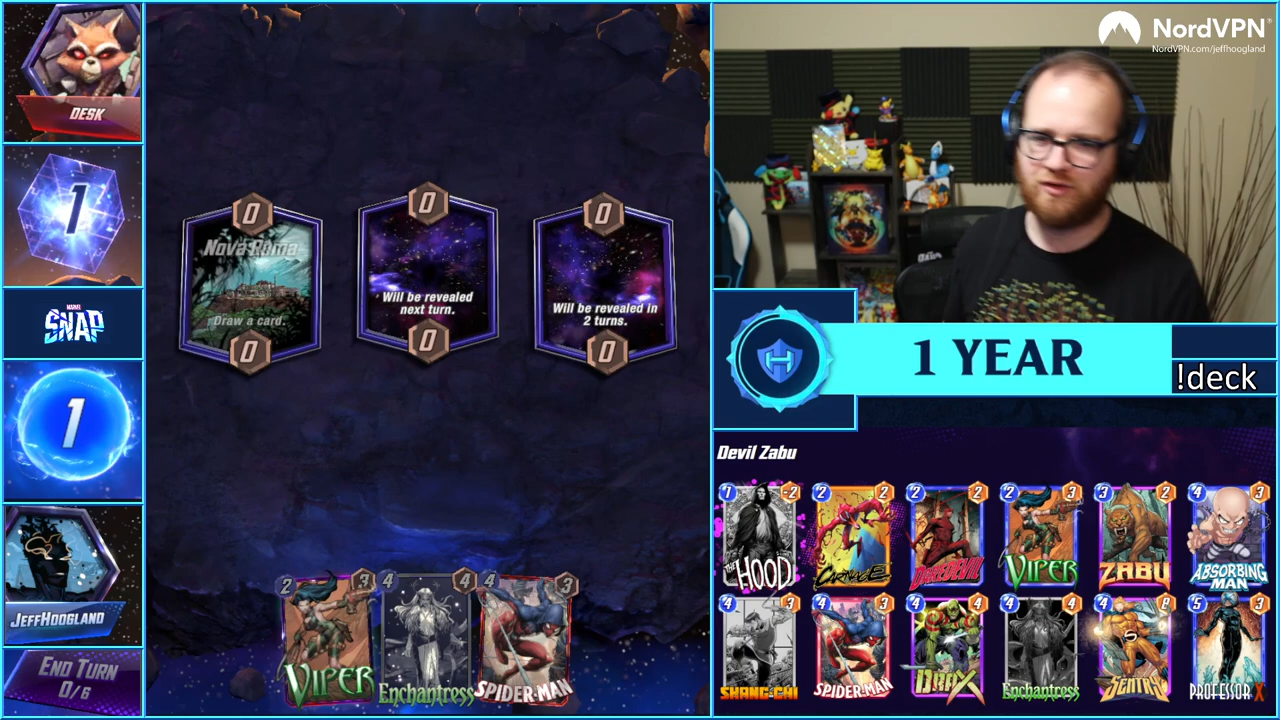 DESK
1
MARVEL
SNAP
1
JEFFHOOGLAND
END TURN
0/6
0
0
0
Nova Roma
Draw a card.
Will be revealed
next turn.
Will be revealed in
2 turns.
0
0
0
2 3
VIPER
4 4
Enchantress
4 3
SPIDER-MAN
NordVPN®
NordVPN.com/jeffhoogland
1 YEAR
!deck
Devil Zabu
1 -2
THE HOOD
2 2
CARNAGE
2 2
DAREDEVIL
2 3
VIPER
3 2
ZABU
4 3
ABSORBING
MAN
4 3
SHANG-CHI
4 3
SPIDER-MAN
4 4
DRAX
4 4
Enchantress
4 8
SENTRY
5 3
PROFESSOR X